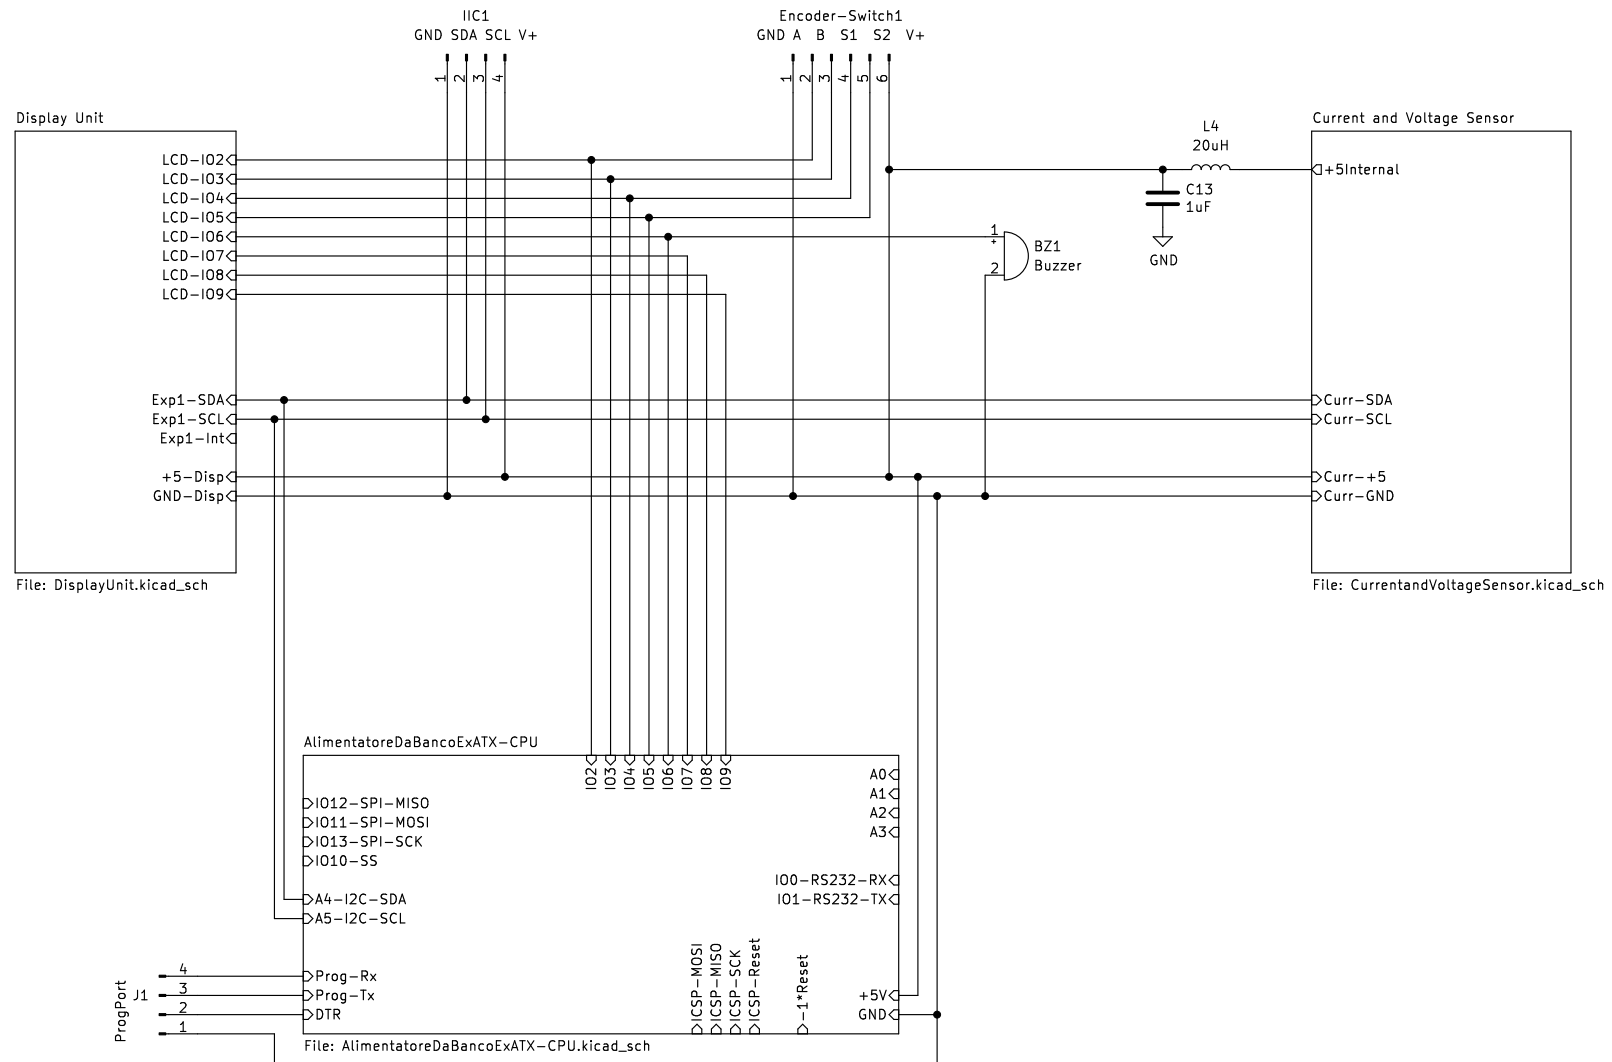 IIC1
GND SDA SCL V+
1
2
3
4
Encoder-Switch1
GND A B S1 S2 V+
1
2
3
4
5
6
Display Unit
LCD-IO2
LCD-IO3
LCD-IO4
LCD-IO5
LCD-IO6
LCD-IO7
LCD-IO8
LCD-IO9
Exp1-SDA
Exp1-SCL
Exp1-Int
+5-Disp
GND-Disp
File: DisplayUnit.kicad_sch
L4
20uH
C13
1uF
GND
1
+
2
BZ1
Buzzer
Current and Voltage Sensor
+5Internal
Curr-SDA
Curr-SCL
Curr-+5
Curr-GND
File: CurrentandVoltageSensor.kicad_sch
AlimentatoreDaBancoExATX-CPU
IO2
IO3
IO4
IO5
IO6
IO7
IO8
IO9
A0
A1
A2
A3
IO12-SPI-MISO
IO11-SPI-MOSI
IO13-SPI-SCK
IO10-SS
IO0-RS232-RX
IO1-RS232-TX
A4-I2C-SDA
A5-I2C-SCL
Prog-Rx
Prog-Tx
DTR
ICSP-MOSI
ICSP-MISO
ICSP-SCK
ICSP-Reset
-1*Reset
+5V
GND
ProgPort
J1
4
3
2
1
File: AlimentatoreDaBancoExATX-CPU.kicad_sch